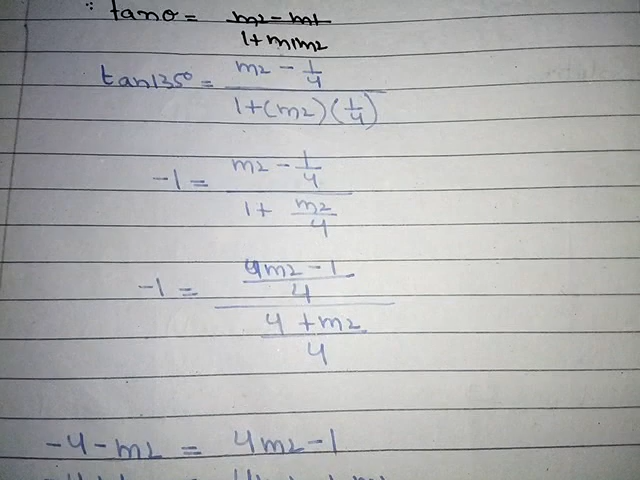 ∵ tanθ = m2 - m1 / 1 + m1m2
tan135° = m2 - 1/4 / 1 + (m2)(1/4)
-1 = m2 - 1/4 / 1 + m2/4
-1 = 4m2 - 1 / 4 / 4 + m2 / 4
-4 - m2 = 4m2 - 1